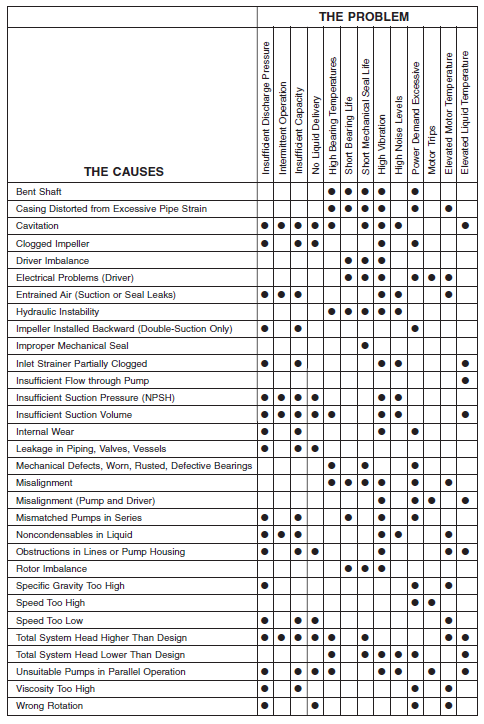 THE PROBLEM
THE CAUSES
Insufficient Discharge Pressure
Intermittent Operation
Insufficient Capacity
No Liquid Delivery
High Bearing Temperatures
Short Bearing Life
Short Mechanical Seal Life
High Vibration
High Noise Levels
Power Demand Excessive
Motor Trips
Elevated Motor Temperature
Elevated Liquid Temperature
Bent Shaft
Casing Distorted from Excessive Pipe Strain
Cavitation
Clogged Impeller
Driver Imbalance
Electrical Problems (Driver)
Entrained Air (Suction or Seal Leaks)
Hydraulic Instability
Impeller Installed Backward (Double-Suction Only)
Improper Mechanical Seal
Inlet Strainer Partially Clogged
Insufficient Flow through Pump
Insufficient Suction Pressure (NPSH)
Insufficient Suction Volume
Internal Wear
Leakage in Piping, Valves, Vessels
Mechanical Defects, Worn, Rusted, Defective Bearings
Misalignment
Misalignment (Pump and Driver)
Mismatched Pumps in Series
Noncondensables in Liquid
Obstructions in Lines or Pump Housing
Rotor Imbalance
Specific Gravity Too High
Speed Too High
Speed Too Low
Total System Head Higher Than Design
Total System Head Lower Than Design
Unsuitable Pumps in Parallel Operation
Viscosity Too High
Wrong Rotation